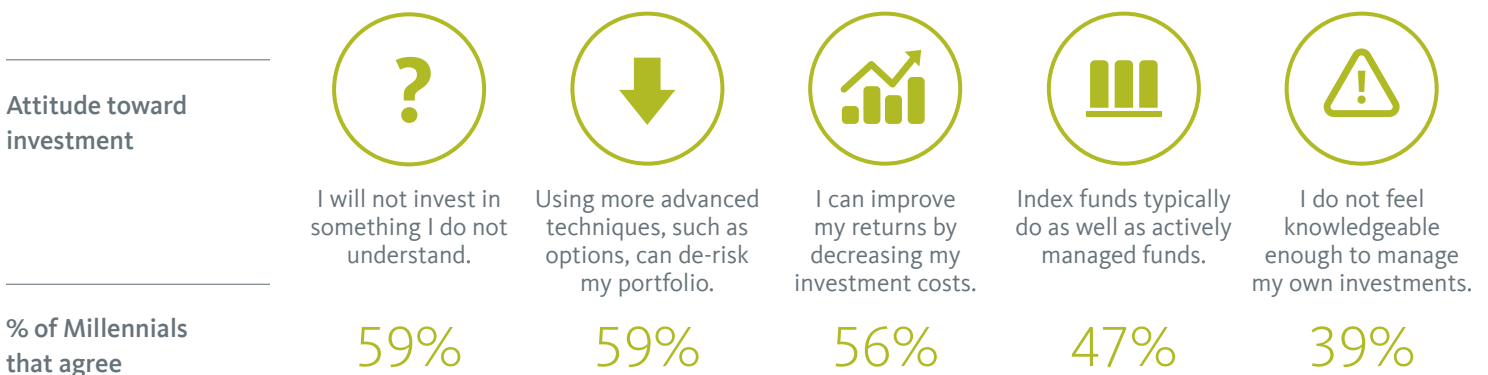 Attitude toward
investment
?
!
I will not invest in
something I do not
understand.
Using more advanced
techniques, such as
options, can de-risk
my portfolio.
I can improve
my returns by
decreasing my
investment costs.
Index funds typically
do as well as actively
managed funds.
I do not feel
knowledgeable
enough to manage
my own investments.
% of Millennials
that agree
59%
59%
56%
47%
39%